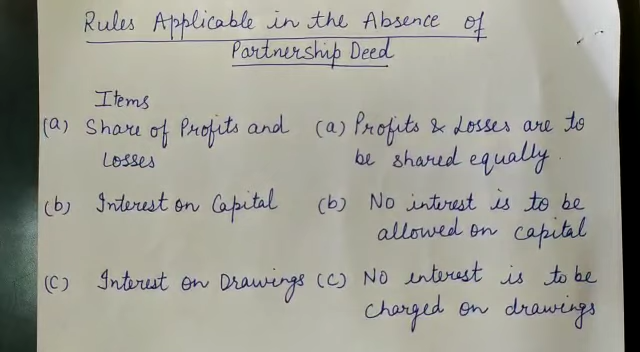 Rules Applicable in the Absence of
Partnership Deed
Items
(a) Share of Profits and (a) Profits & Losses are to
Losses be shared equally.
(b) Interest on Capital (b) No interest is to be
allowed on capital
(c) Interest on Drawings (c) No interest is to be
charged on drawings